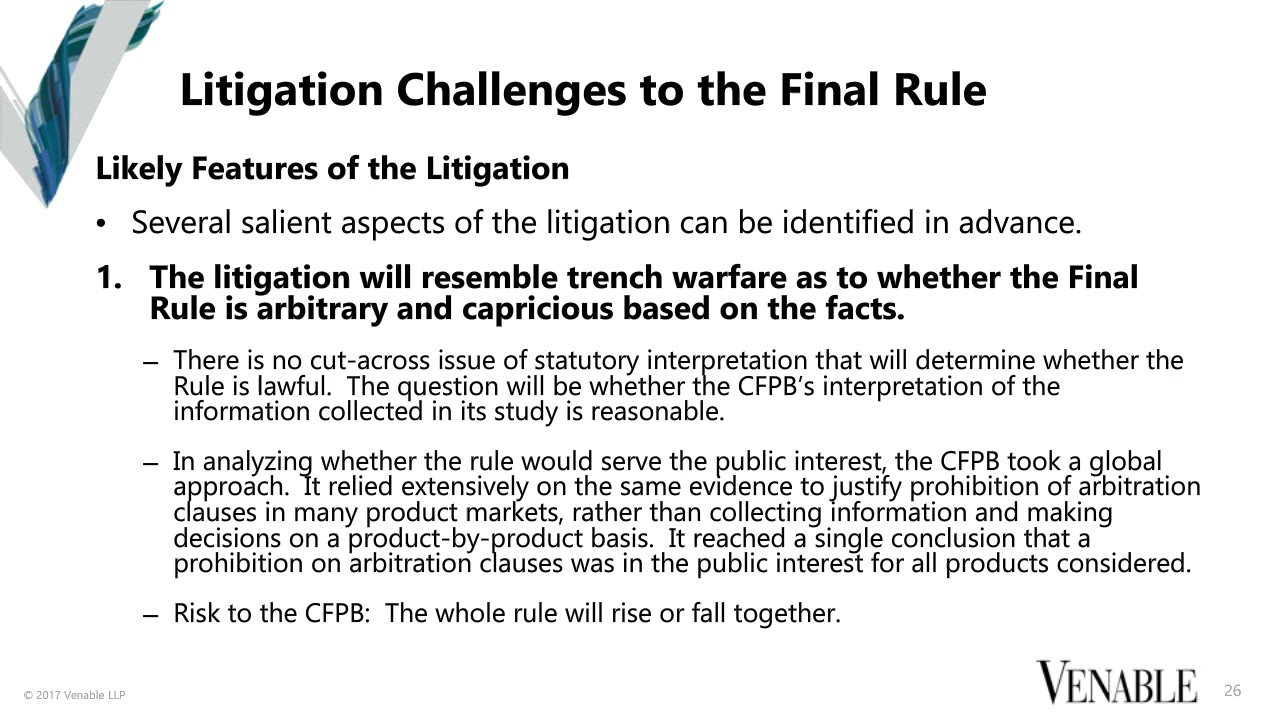 Litigation Challenges to the Final Rule
Likely Features of the Litigation
• Several salient aspects of the litigation can be identified in advance.
1. The litigation will resemble trench warfare as to whether the Final
Rule is arbitrary and capricious based on the facts.
– There is no cut-across issue of statutory interpretation that will determine whether the
Rule is lawful.  The question will be whether the CFPB's interpretation of the
information collected in its study is reasonable.
– In analyzing whether the rule would serve the public interest, the CFPB took a global
approach.  It relied extensively on the same evidence to justify prohibition of arbitration
clauses in many product markets, rather than collecting information and making
decisions on a product-by-product basis.  It reached a single conclusion that a
prohibition on arbitration clauses was in the public interest for all products considered.
– Risk to the CFPB:  The whole rule will rise or fall together.
© 2017 Venable LLP
VENABLE
26